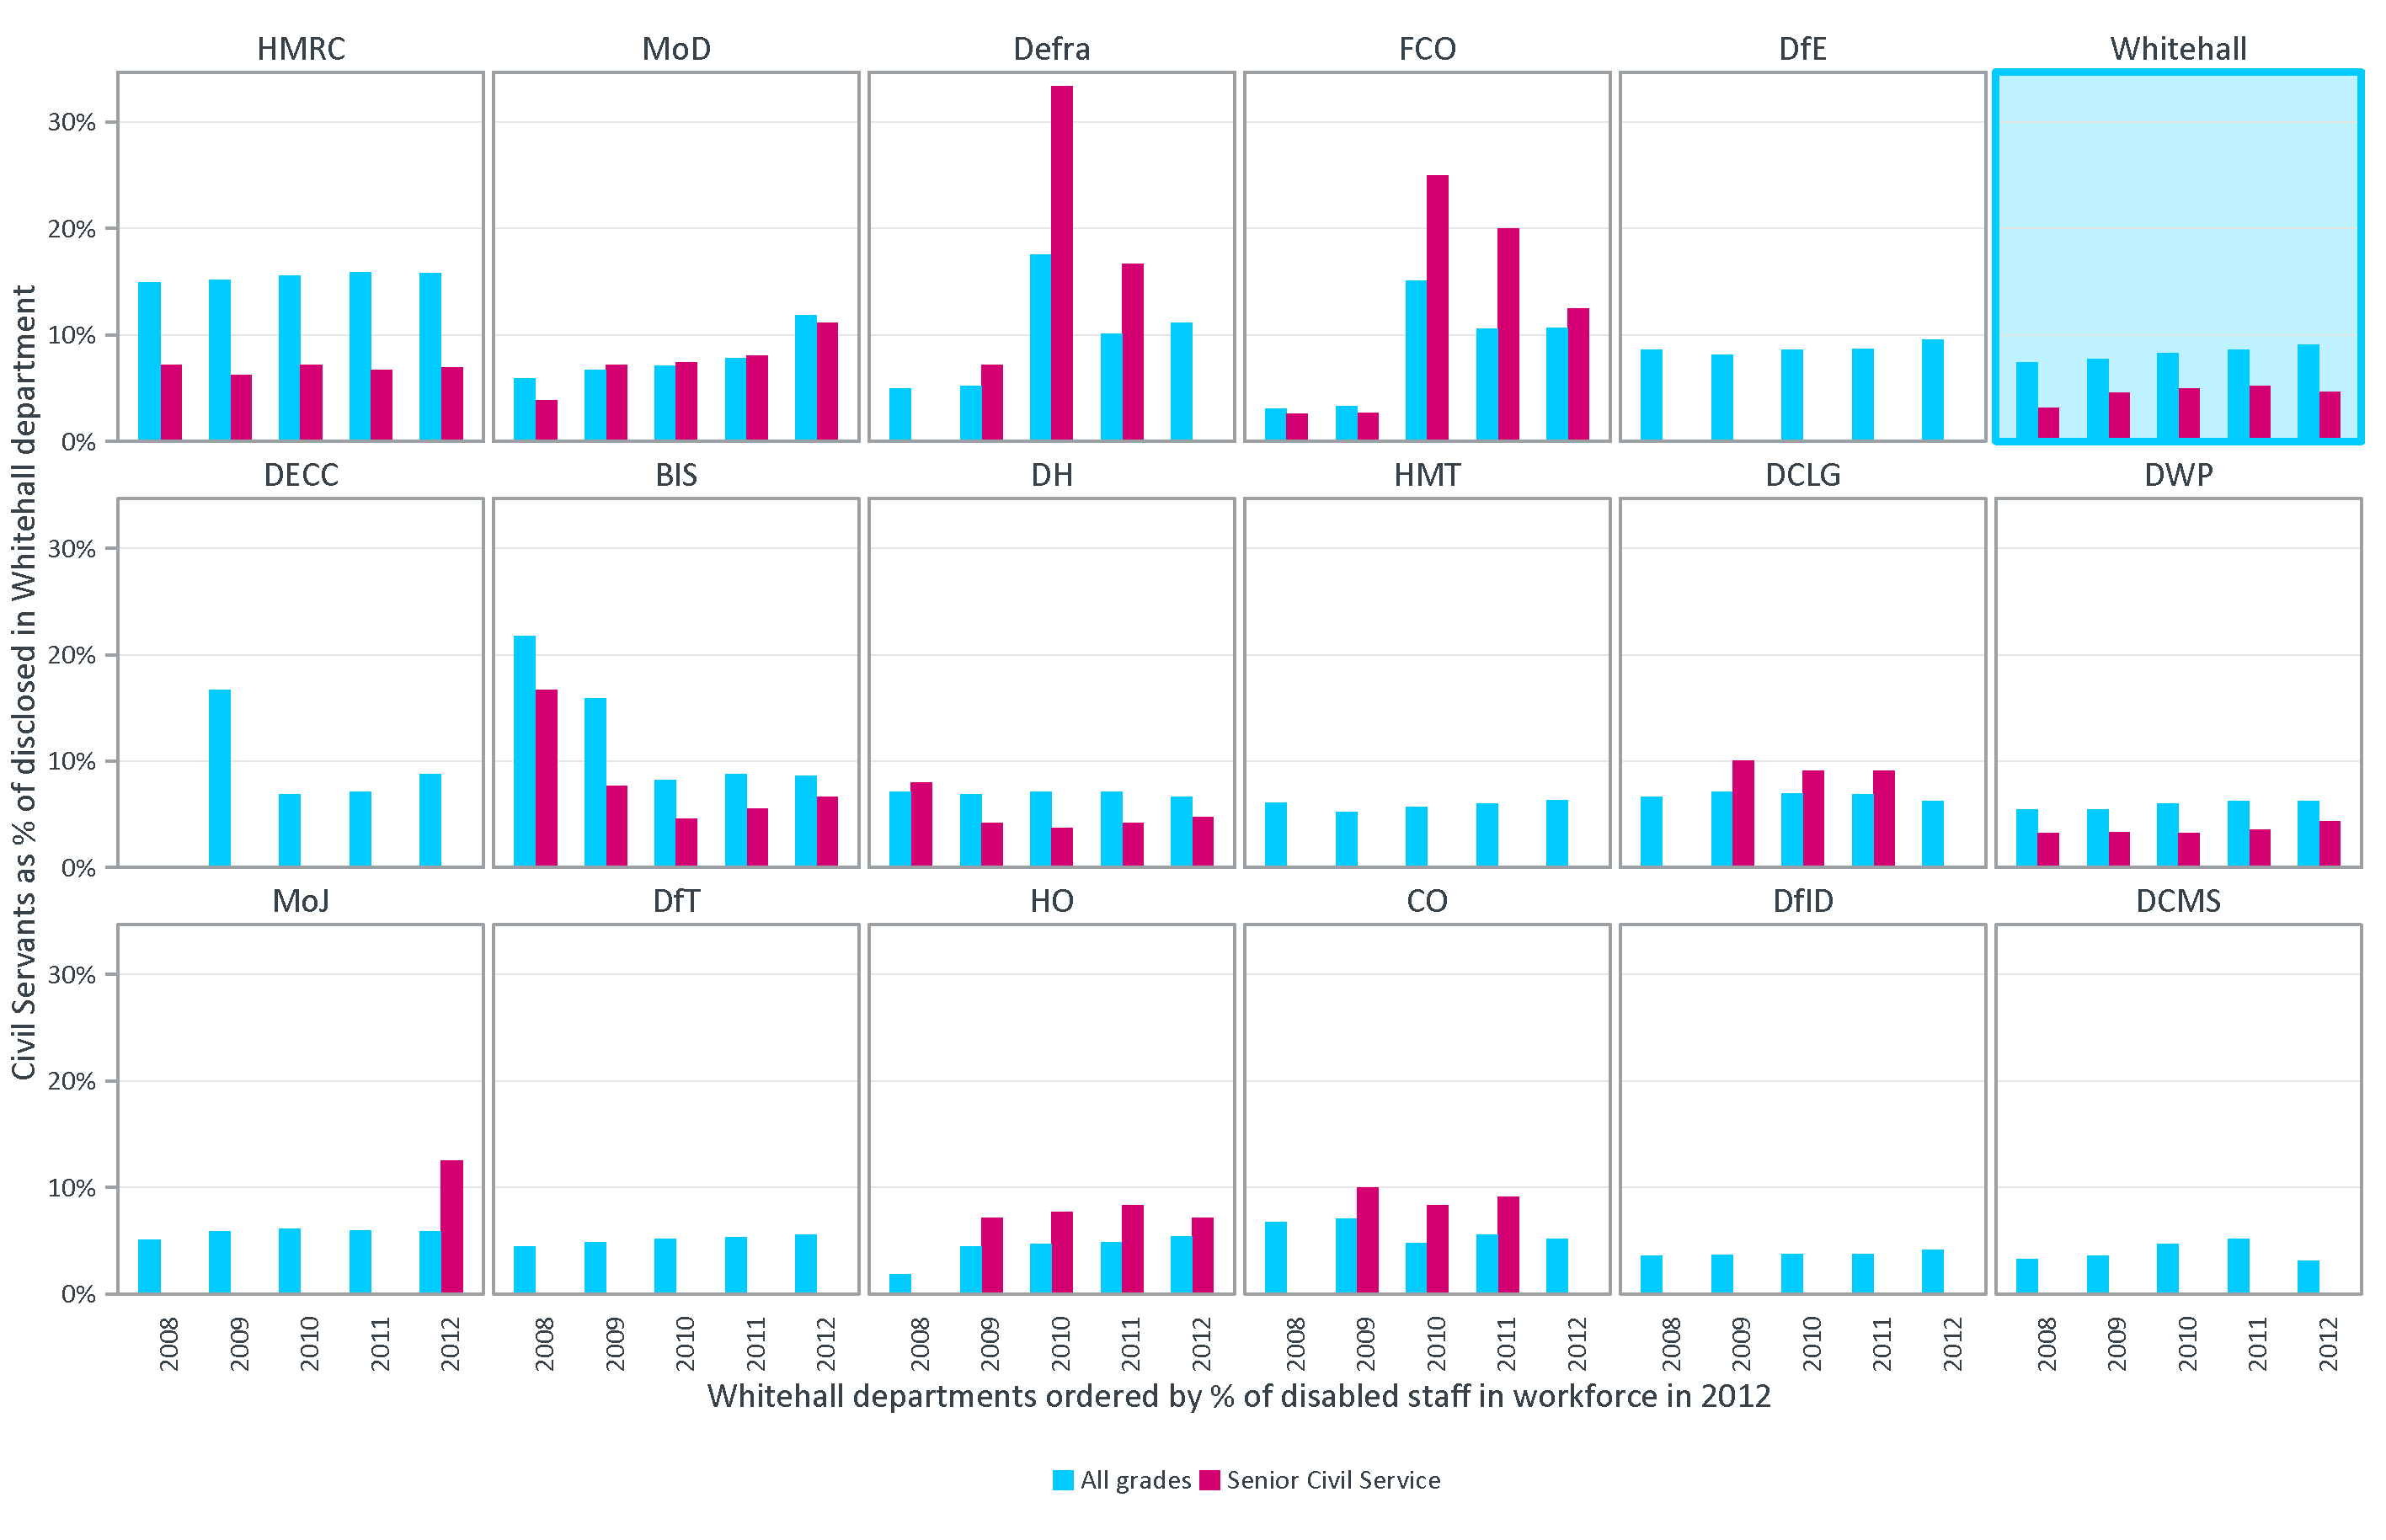 HMRC MoD Defra FCO DfE Whitehall
30%
20%
10%
0%
DECC BIS DH HMT DCLG DWP
30%
20%
10%
0%
MoJ DfT HO CO DfID DCMS
30%
20%
10%
0%
Civil Servants as % of disclosed in Whitehall department
2008 2009 2010 2011 2012 2008 2009 2010 2011 2012 2008 2009 2010 2011 2012 2008 2009 2010 2011 2012 2008 2009 2010 2011 2012 2008 2009 2010 2011 2012
Whitehall departments ordered by % of disabled staff in workforce in 2012
All grades Senior Civil Service